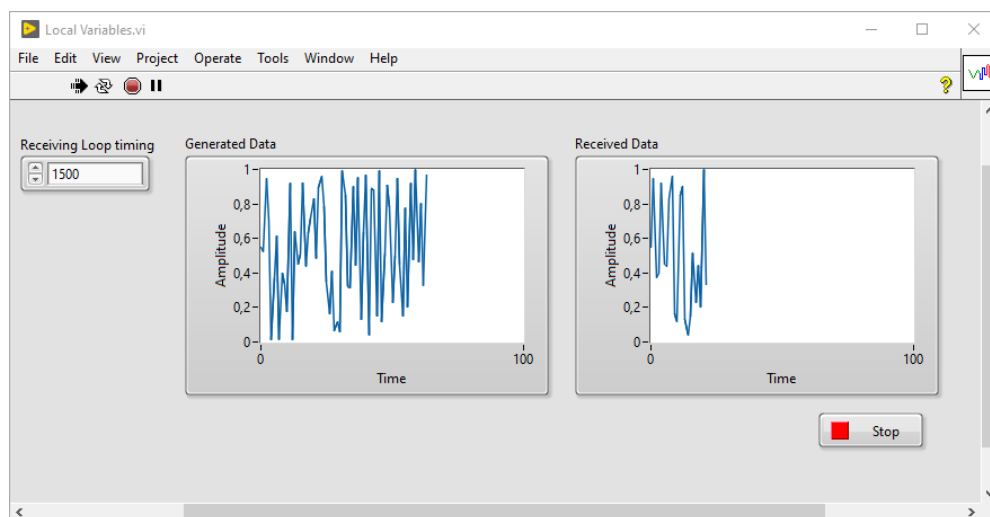 Local Variables.vi
File Edit View Project Operate Tools Window Help
Receiving Loop timing
1500
Generated Data
Amplitude
1
0,8
0,6
0,4
0,2
0
0 100
Time
Received Data
Amplitude
1
0,8
0,6
0,4
0,2
0
0 100
Time
Stop